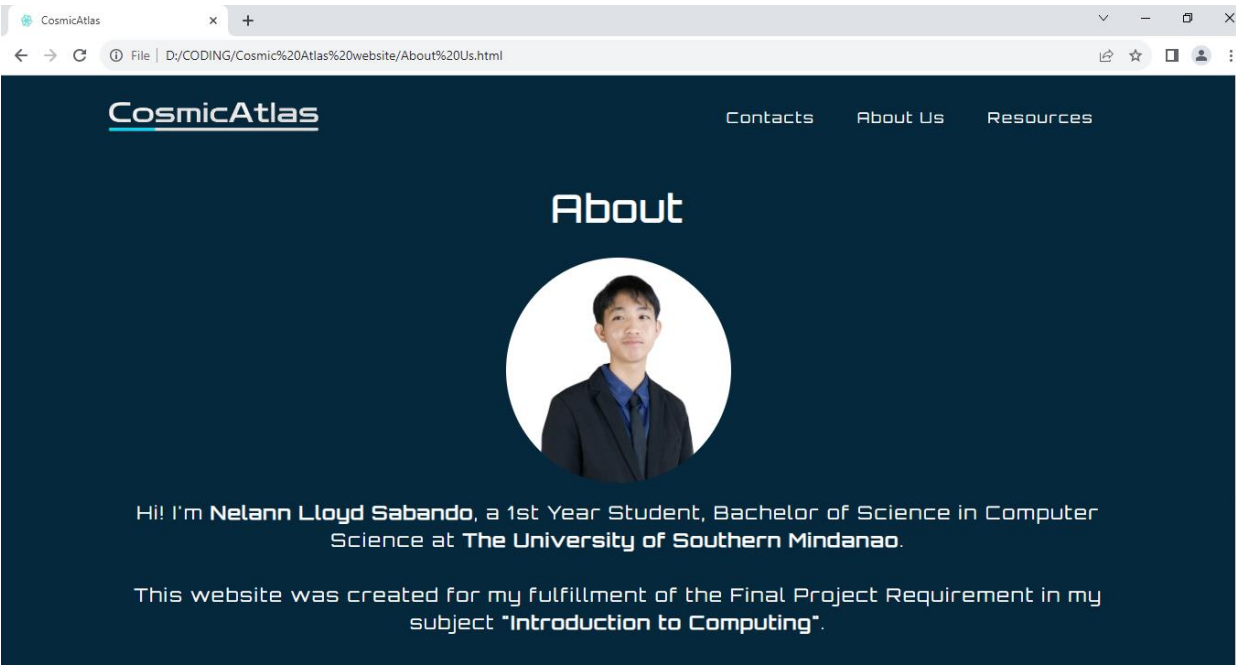 CosmicAtlas
File | D:/CODING/Cosmic%20Atlas%20website/About%20Us.html
CosmicAtlas
Contacts About Us Resources
About
Hi! I'm Nelann Lloyd Sabando, a 1st Year Student, Bachelor of Science in Computer
Science at The University of Southern Mindanao.
This website was created for my fulfillment of the Final Project Requirement in my
subject "Introduction to Computing".